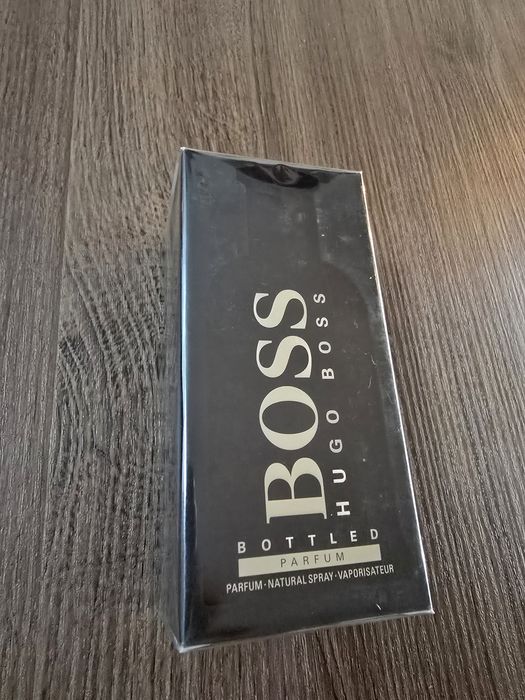 BOSS
HUGO BOSS
BOTTLED
PARFUM
PARFUM·NATURAL SPRAY·VAPORISATEUR